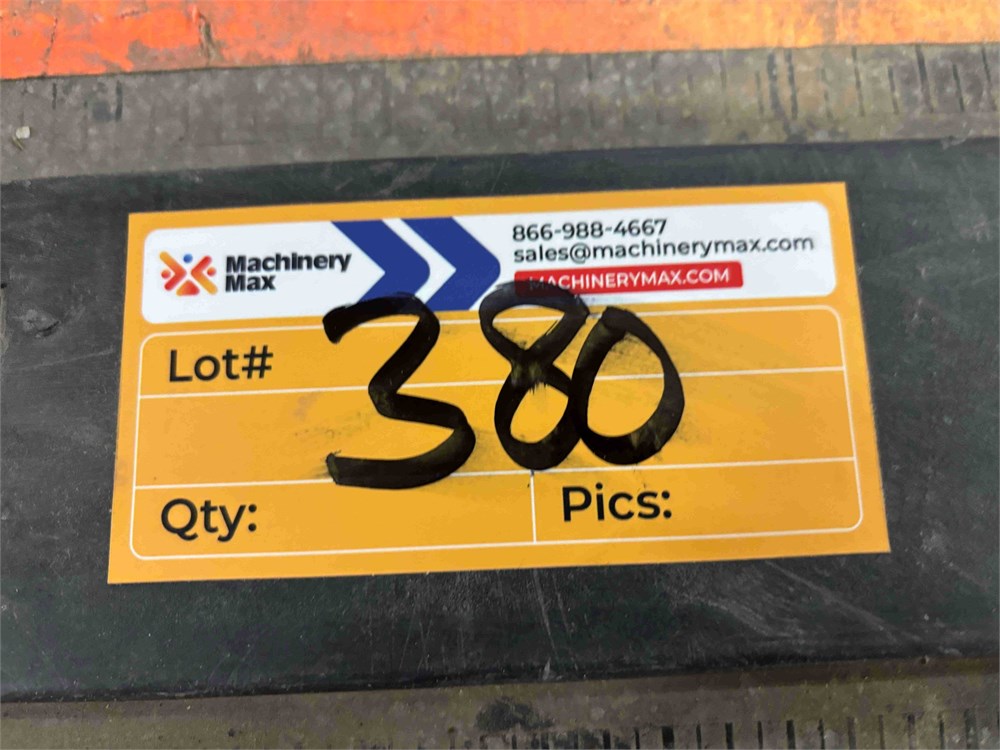 Machinery
Max
866-988-4667
sales@machinerymax.com
MACHINERYMAX.COM
Lot# 380
Qty:
Pics: